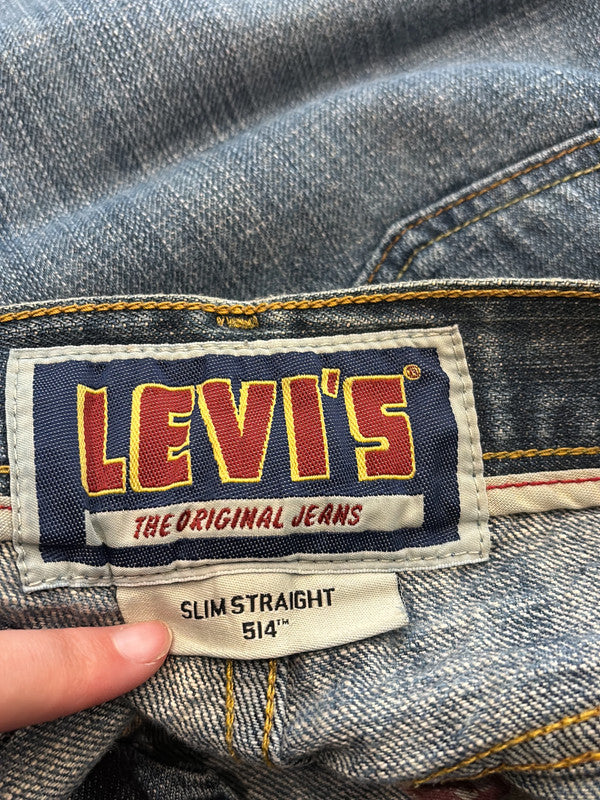 LEVI'S®
THE ORIGINAL JEANS
SLIM STRAIGHT
514™